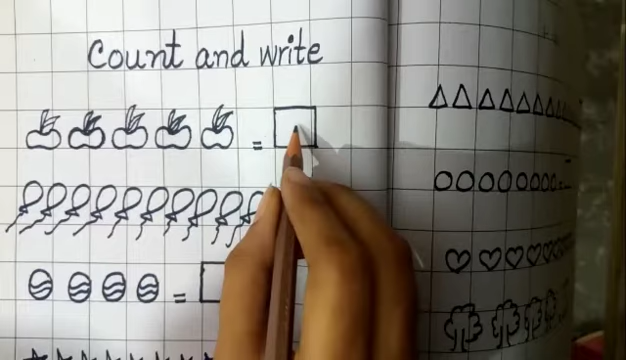 Count and write
=
=
=